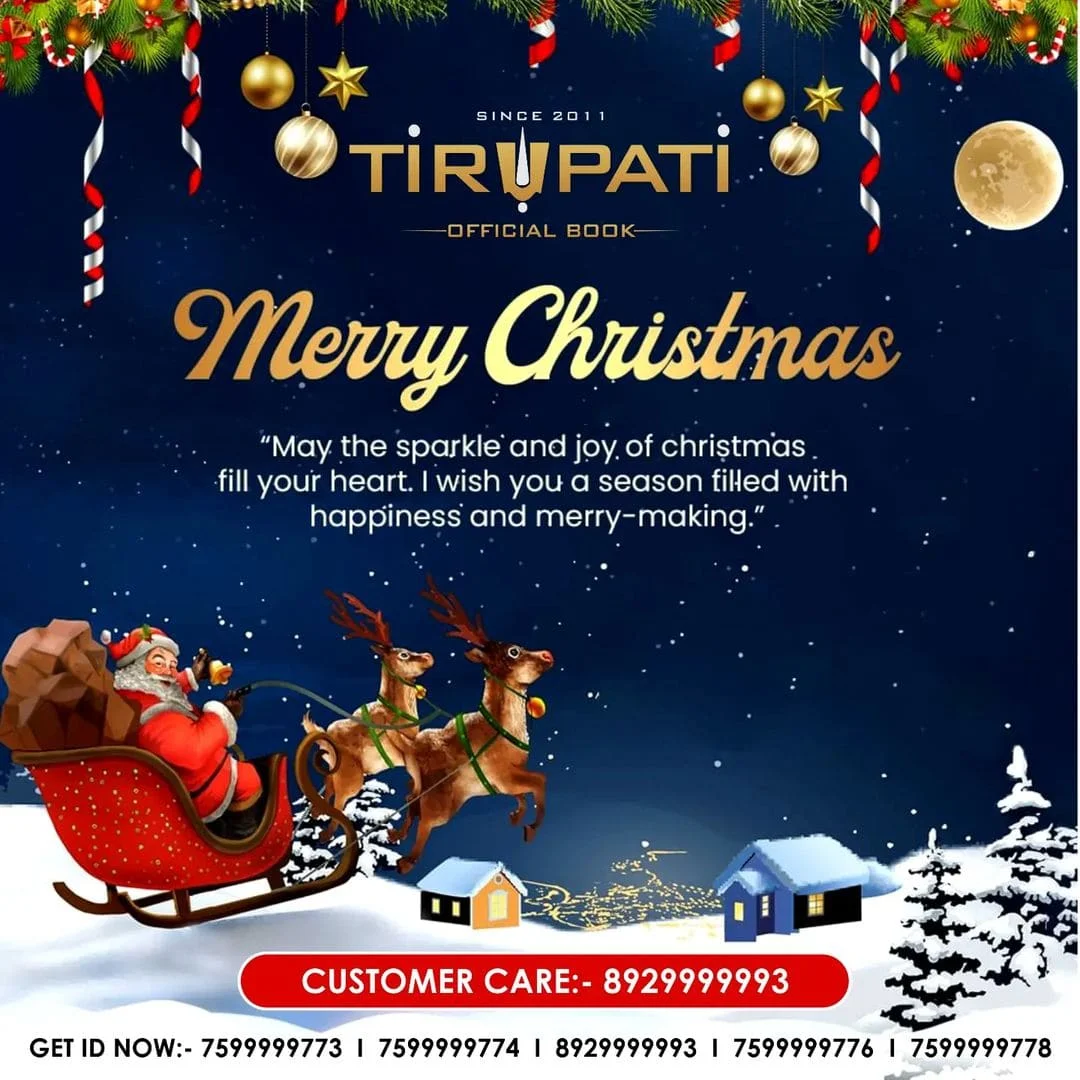 SINCE 2011
TIRUPATI
OFFICIAL BOOK
Merry Christmas
“May the sparkle and joy of christmas
fill your heart. I wish you a season filled with
happiness and merry-making.”
CUSTOMER CARE:- 8929999993
GET ID NOW:- 7599999773 I 7599999774 I 8929999993 I 7599999776 I 7599999778